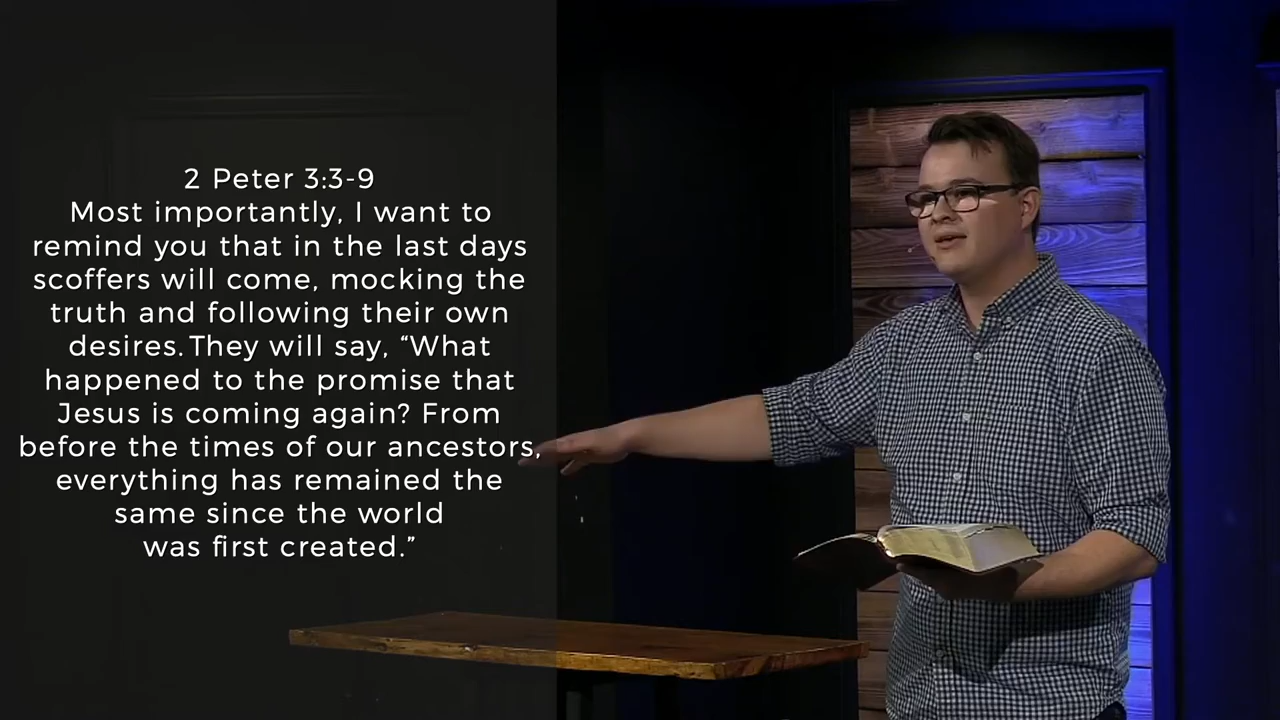 2 Peter 3:3-9
Most importantly, I want to
remind you that in the last days
scoffers will come, mocking the
truth and following their own
desires. They will say, “What
happened to the promise that
Jesus is coming again? From
before the times of our ancestors,
everything has remained the
same since the world
was first created.”